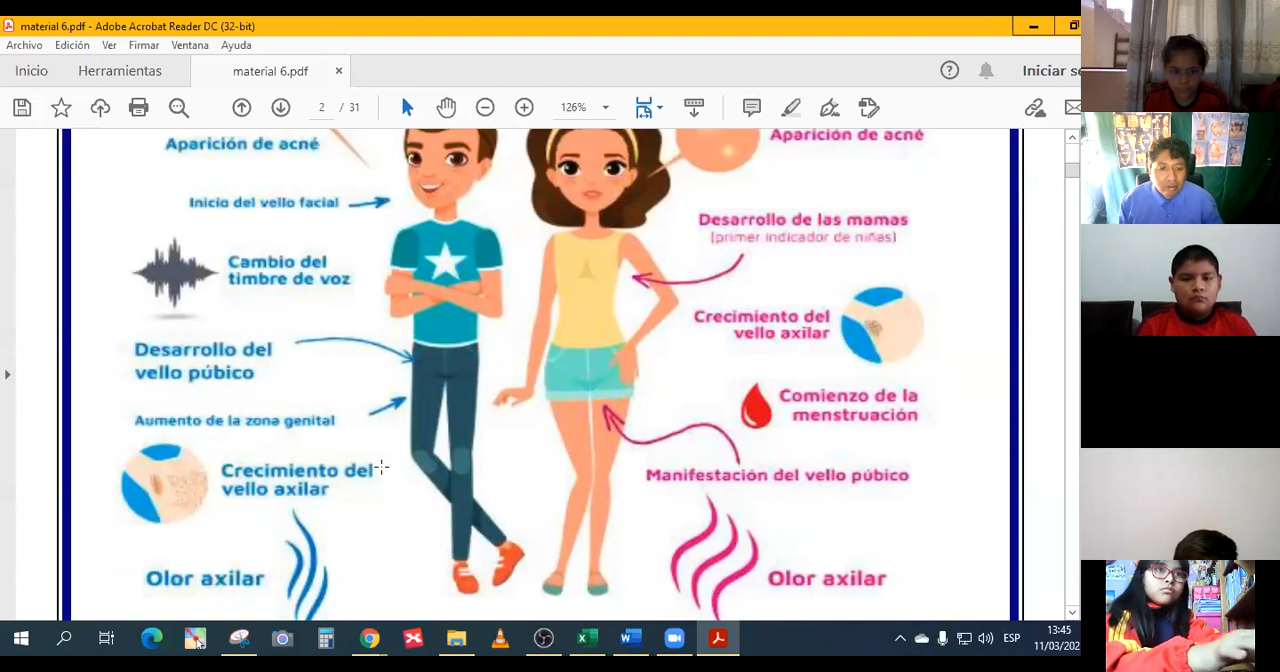 material 6.pdf - Adobe Acrobat Reader DC (32-bit)
Archivo Edición Ver Firmar Ventana Ayuda
Inicio Herramientas material 6.pdf × Iniciar se
2 / 31 126%
Aparición de acné
Inicio del vello facial
Cambio del
timbre de voz
Desarrollo del
vello púbico
Aumento de la zona genital
Crecimiento del
vello axilar
Olor axilar
Aparición de acné
Desarrollo de las mamas
(primer indicador de niñas)
Crecimiento del
vello axilar
Comienzo de la
menstruación
Manifestación del vello púbico
Olor axilar
ESP
13:45
11/03/202